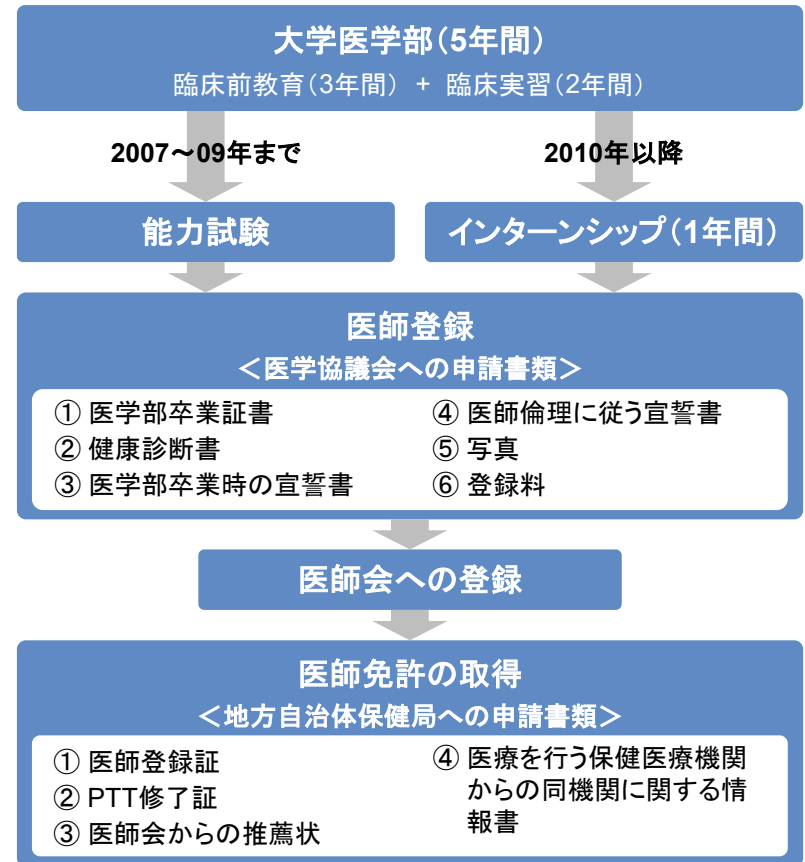 大学医学部（5年間）
臨床前教育（3年間） + 臨床実習（2年間）
2007～09年まで
2010年以降
能力試験
インターンシップ（1年間）
医師登録
＜医学協議会への申請書類＞
① 医学部卒業証書
② 健康診断書
③ 医学部卒業時の宣誓書
④ 医師倫理に従う宣誓書
⑤ 写真
⑥ 登録料
医師会への登録
医師免許の取得
＜地方自治体保健局への申請書類＞
① 医師登録証
② PTT修了証
③ 医師会からの推薦状
④ 医療を行う保健医療機関
からの同機関に関する情
報書